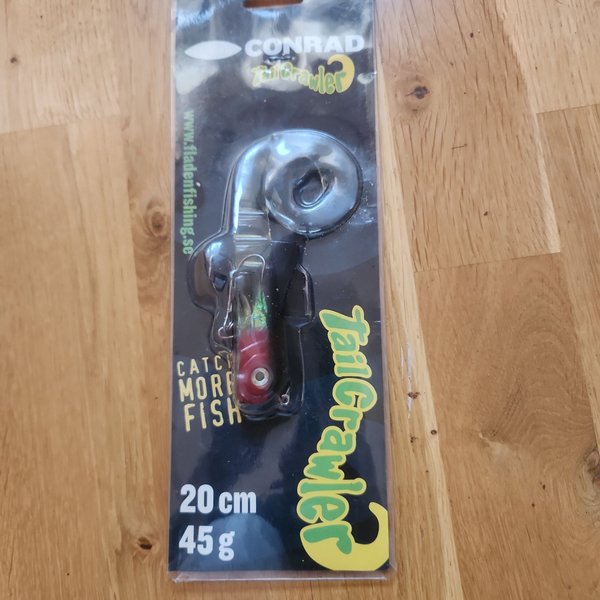 CONRAD
TailCrawler
www.fladenfishing.se
CATCH
MORE
FISH
TailCrawler
20 cm
45 g